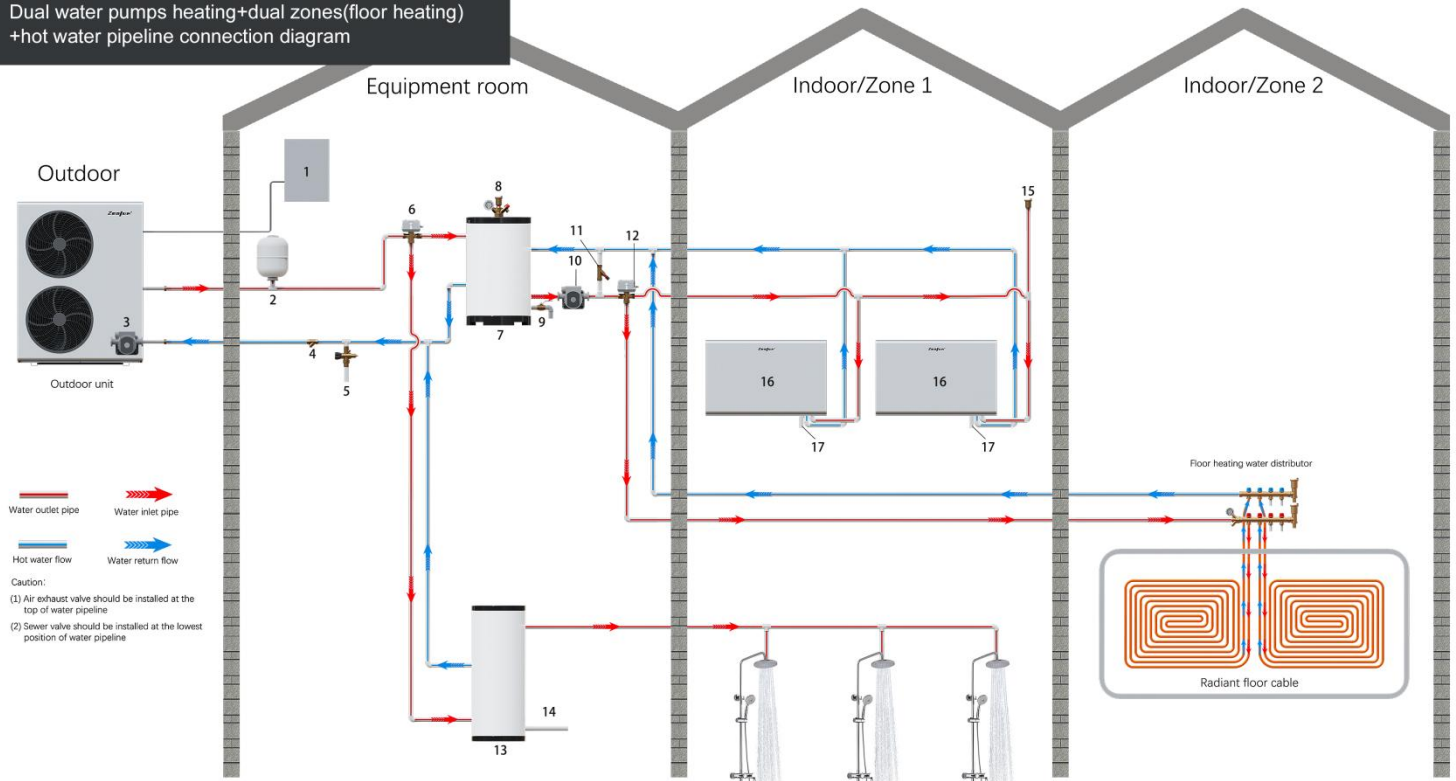 Dual water pumps heating+dual zones(floor heating)
+hot water pipeline connection diagram
Equipment room
Indoor/Zone 1
Indoor/Zone 2
Outdoor
1
2
3
Outdoor unit
4
5
6
7
8
9
10
11
12
15
16
16
17
17
Floor heating water distributor
Water outlet pipe
Water inlet pipe
Hot water flow
Water return flow
Caution:
(1) Air exhaust valve should be installed at the
top of water pipeline
(2) Sewer valve should be installed at the lowest
position of water pipeline
13
14
Radiant floor cable